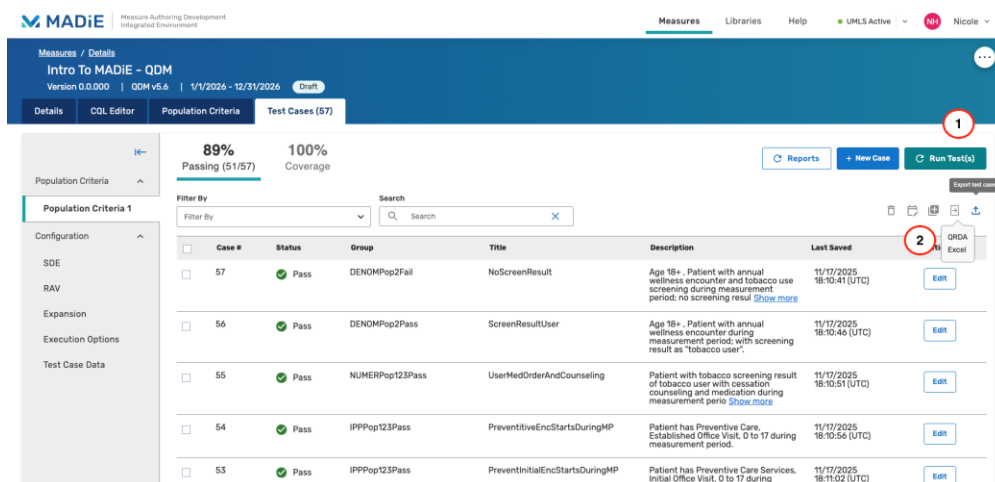 MADiE
Measure Authoring Development
Integrated Environment
Measures Libraries Help UMLS Active NH Nicole
Measures / Details
Intro To MADiE - QDM
Version 0.0.000 | QDM v5.6 | 1/1/2026 - 12/31/2026 Draft
Details CQL Editor Population Criteria Test Cases (57)
1
89% 100%
Passing (51/57) Coverage
Reports + New Case Run Test(s)
Population Criteria
Export test case
Population Criteria 1
Filter By Search
Filter By Search
Configuration
2
QRDA
Excel
Case # Status Group Title Description Last Saved
SDE
RAV
Expansion
Execution Options
Test Case Data
57 Pass DENOMPop2Fail NoScreenResult Age 18+ , Patient with annual 11/17/2025 Edit
wellness encounter and tobacco use 18:10:41 (UTC)
screening during measurement
period; no screening resul Show more
56 Pass DENOMPop2Pass ScreenResultUser Age 18+ , Patient with annual 11/17/2025 Edit
wellness encounter during 18:10:46 (UTC)
measurement period; with screening
result as "tobacco user".
55 Pass NUMERPop123Pass UserMedOrderAndCounseling Patient with tobacco screening result 11/17/2025 Edit
of tobacco user with cessation 18:10:51 (UTC)
counseling and medication during
measurement perio Show more
54 Pass IPPPop123Pass PreventitiveEncStartsDuringMP Patient has Preventive Care, 11/17/2025 Edit
Established Office Visit, 0 to 17 during 18:10:56 (UTC)
measurement period.
53 Pass IPPPop123Pass PreventInitialEncStartsDuringMP Patient has Preventive Care Services, 11/17/2025 Edit
Initial Office Visit, 0 to 17 during 18:11:02 (UTC)